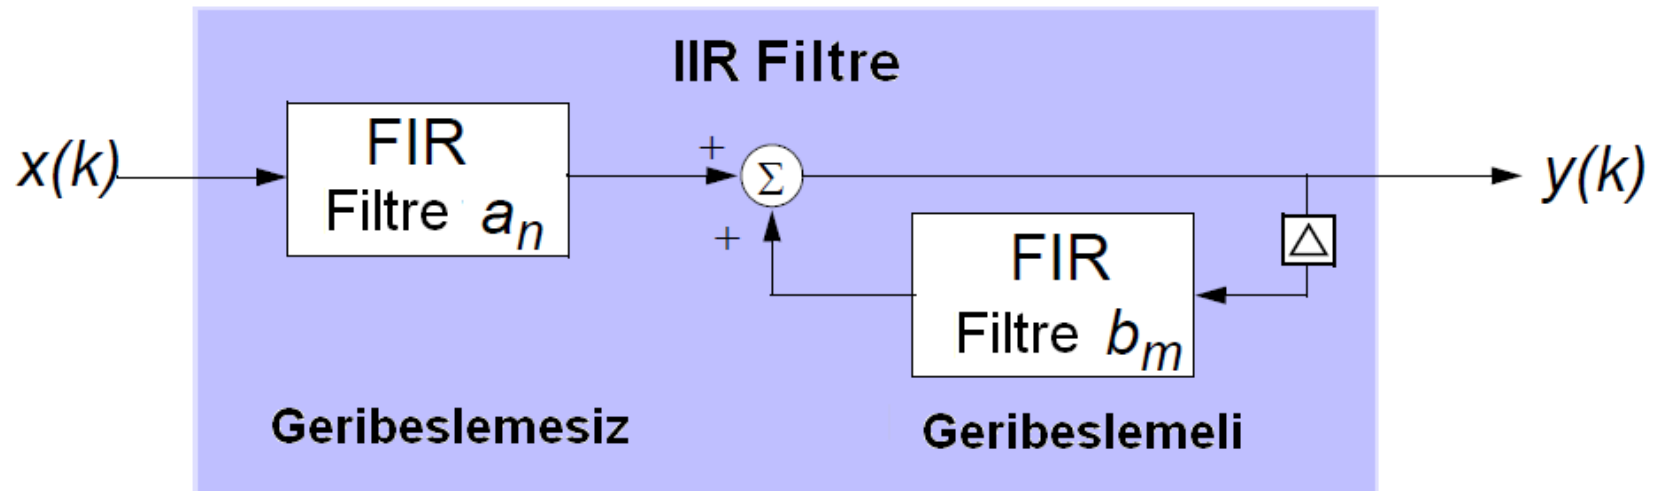 IIR Filtre
x(k)
FIR
Filtre a_n
+
Σ
+
y(k)
△
FIR
Filtre b_m
Geribeslemesiz
Geribeslemeli